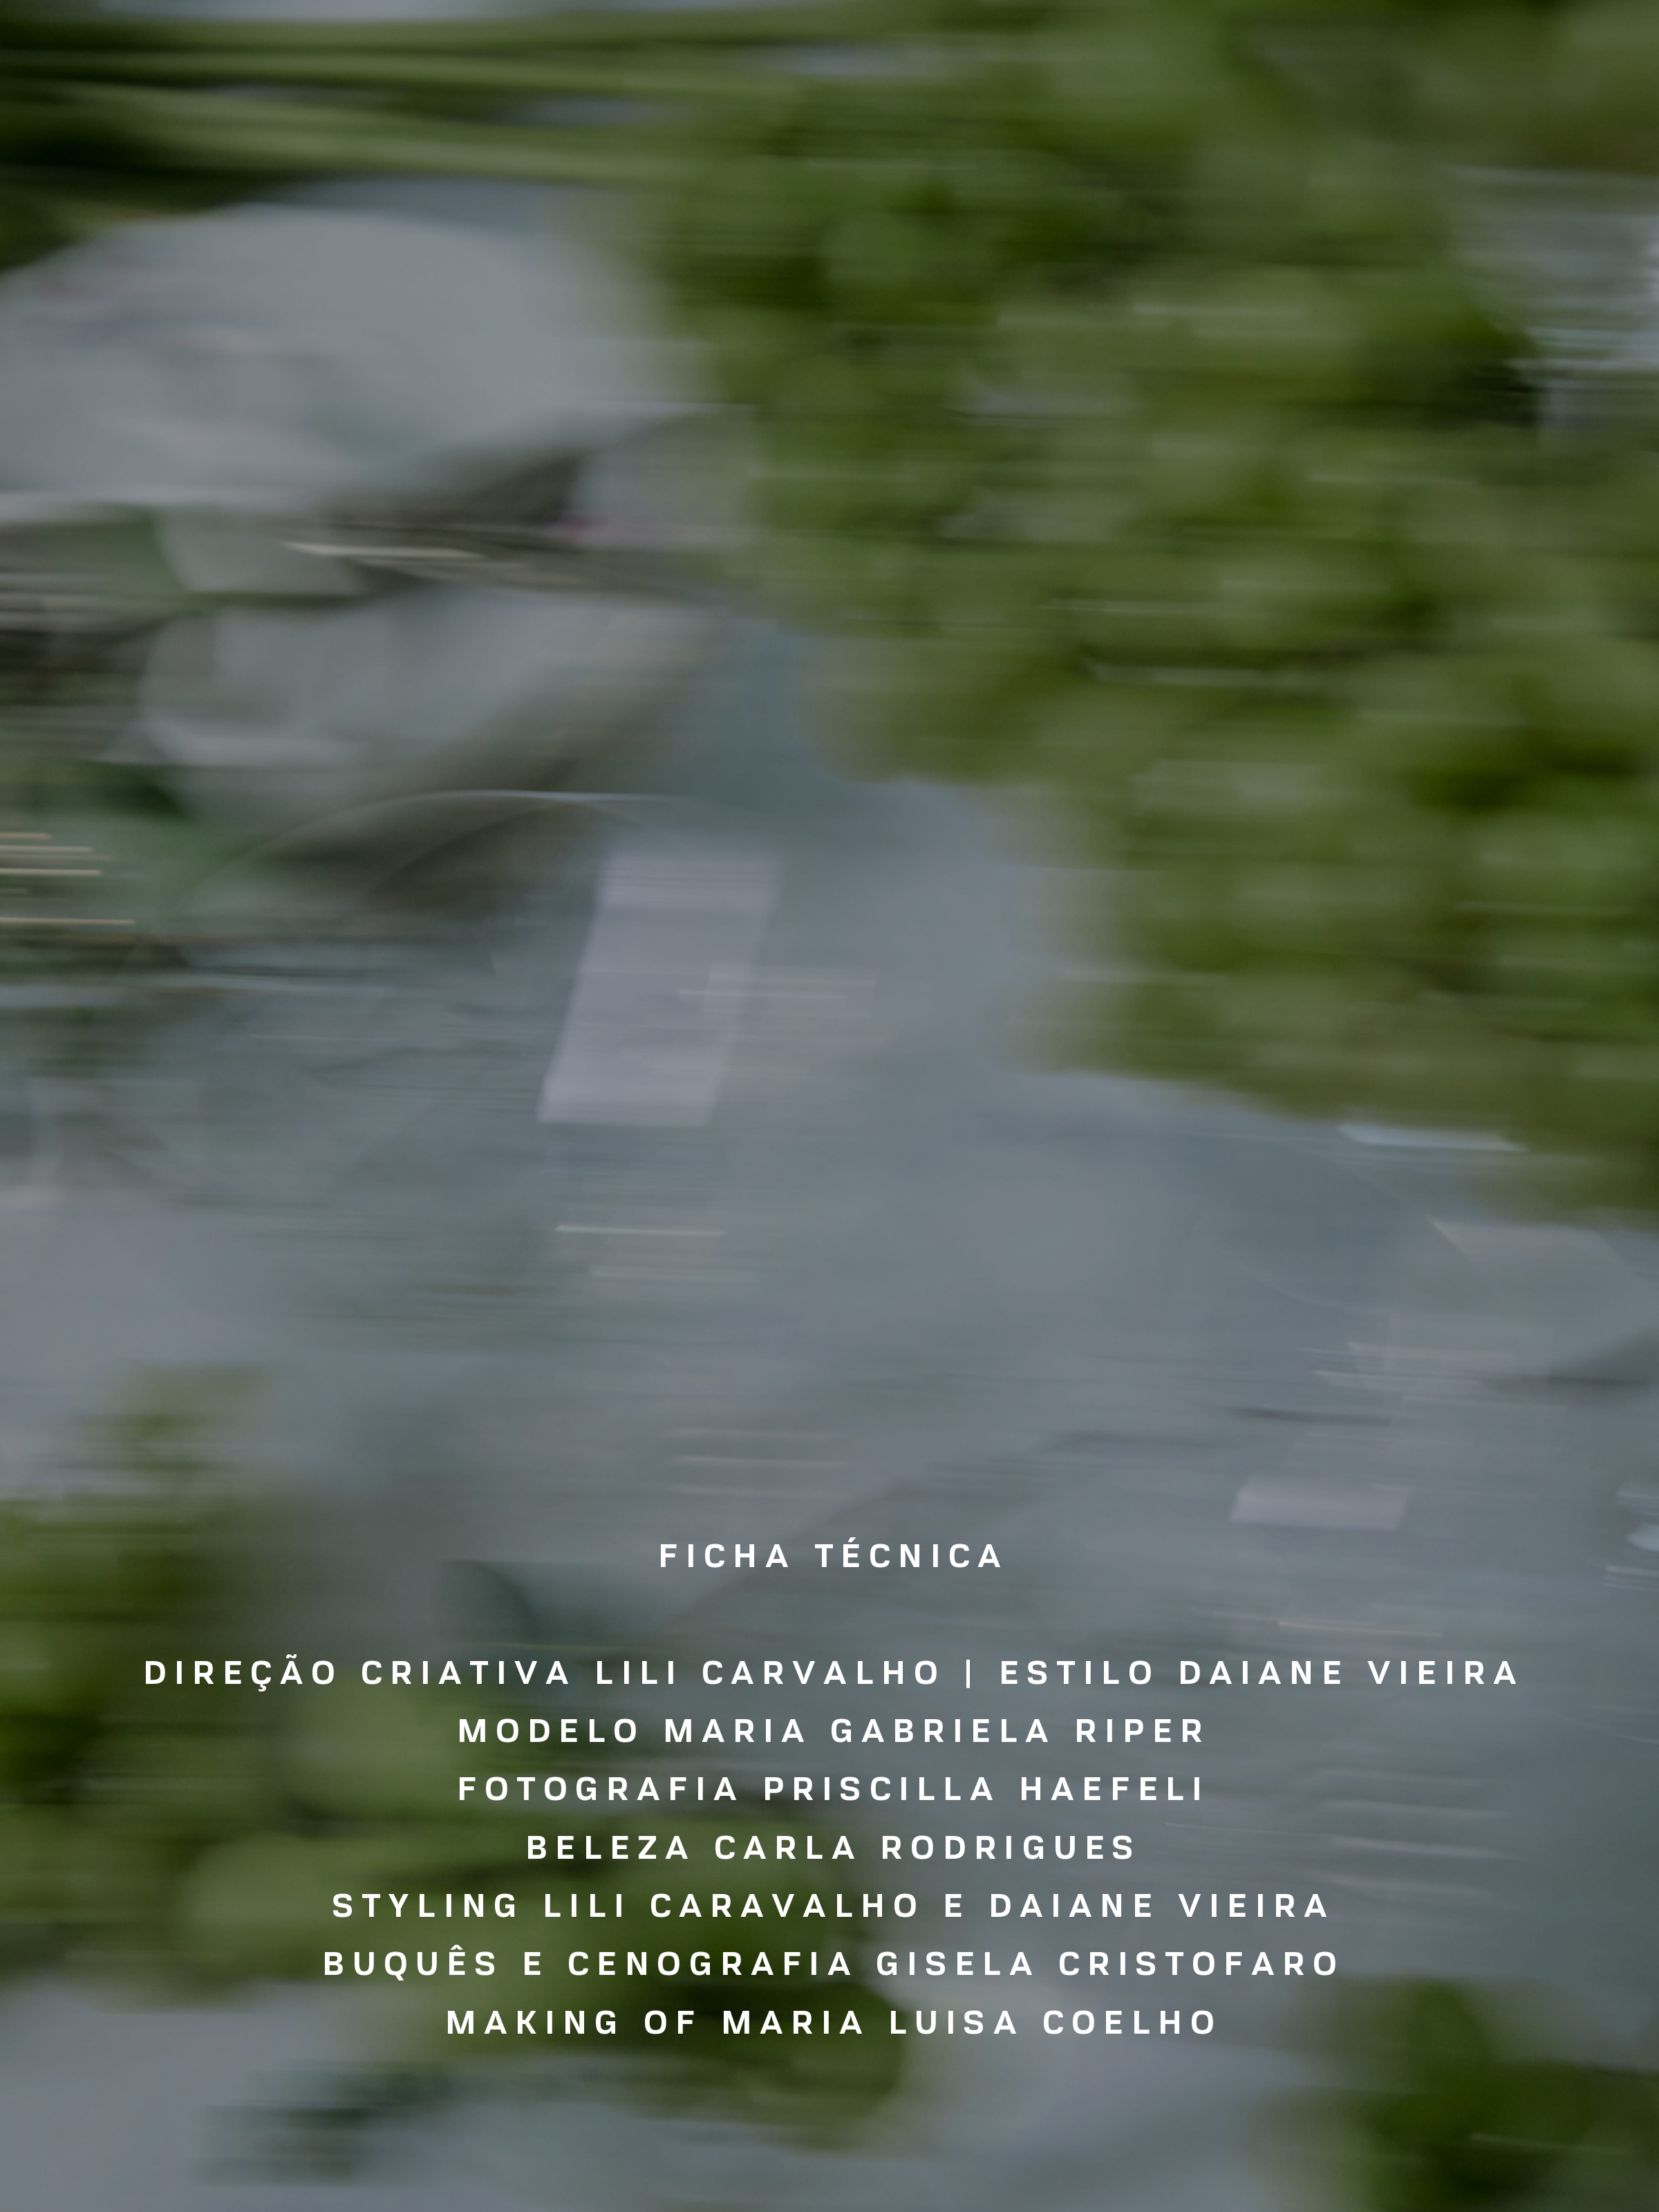 FICHA TÉCNICA
DIREÇÃO CRIATIVA LILI CARVALHO | ESTILO DAIANE VIEIRA
MODELO MARIA GABRIELA RIPER
FOTOGRAFIA PRISCILLA HAEFELI
BELEZA CARLA RODRIGUES
STYLING LILI CARAVALHO E DAIANE VIEIRA
BUQUÊS E CENOGRAFIA GISELA CRISTOFARO
MAKING OF MARIA LUISA COELHO